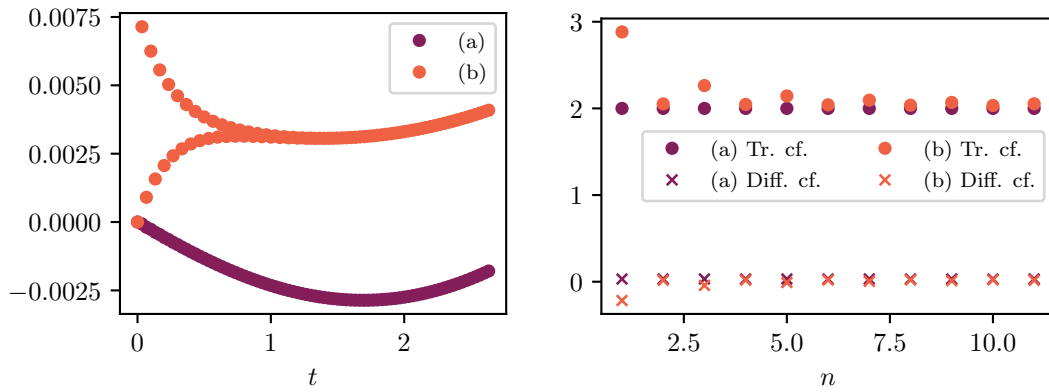 0.0075
0.0050
0.0025
0.0000
−0.0025
0
1
2
t
(a)
(b)
3
2
1
0
2.5
5.0
7.5
10.0
n
(a) Tr. cf.
(b) Tr. cf.
(a) Diff. cf.
(b) Diff. cf.